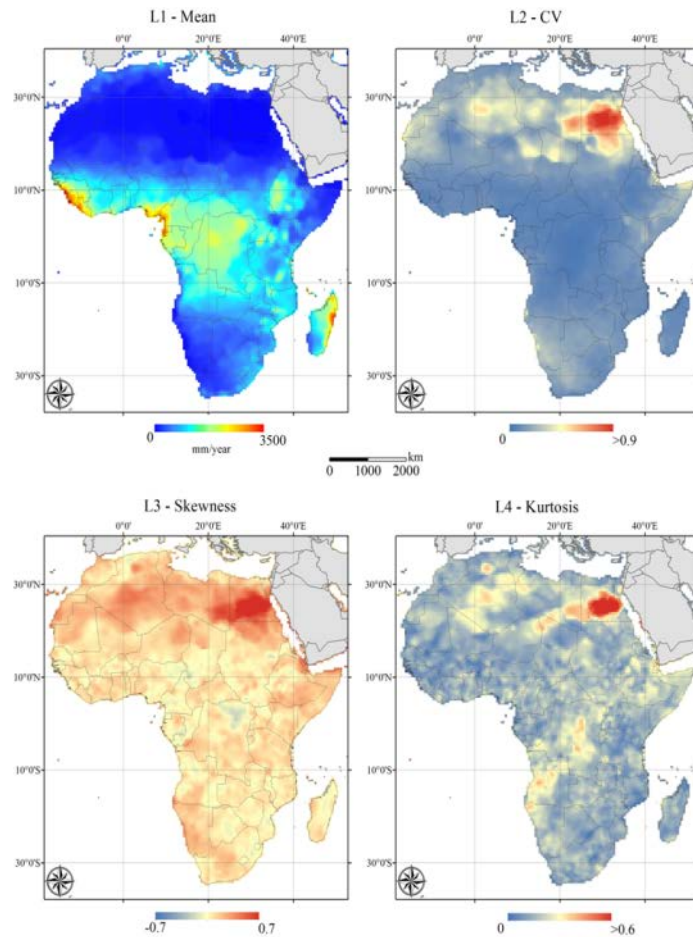 L1 - Mean
L2 - CV
0°0' 20°0'E 40°0'E
0°0' 20°0'E 40°0'E
30°0'N
30°0'N
10°0'N
10°0'N
10°0'S
10°0'S
30°0'S
30°0'S
0 3500
mm/year
0 >0.9
km
0 1000 2000
L3 - Skewness
L4 - Kurtosis
0°0' 20°0'E 40°0'E
0°0' 20°0'E 40°0'E
30°0'N
30°0'N
10°0'N
10°0'N
10°0'S
10°0'S
30°0'S
30°0'S
-0.7 0.7
0 >0.6